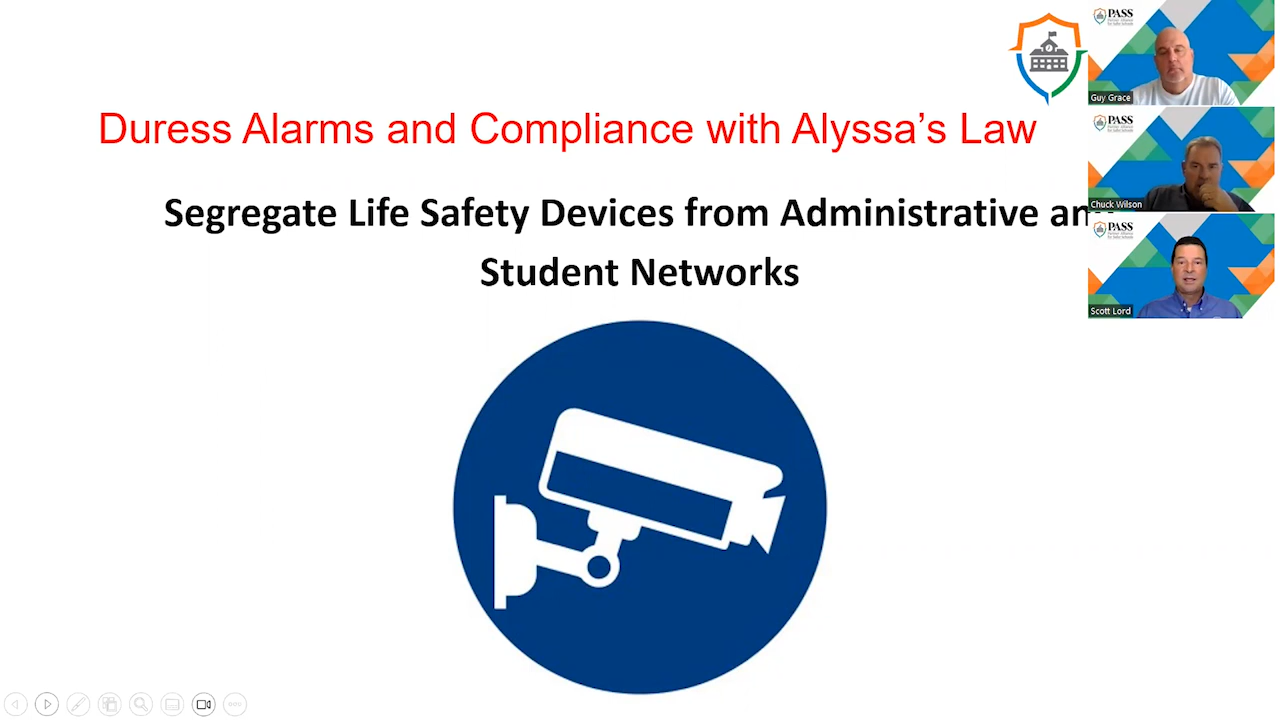 Duress Alarms and Compliance with Alyssa’s Law
Segregate Life Safety Devices from Administrative
Student Networks
PASS
Guy Grace
PASS
Chuck Wilson
PASS
Scott Lord